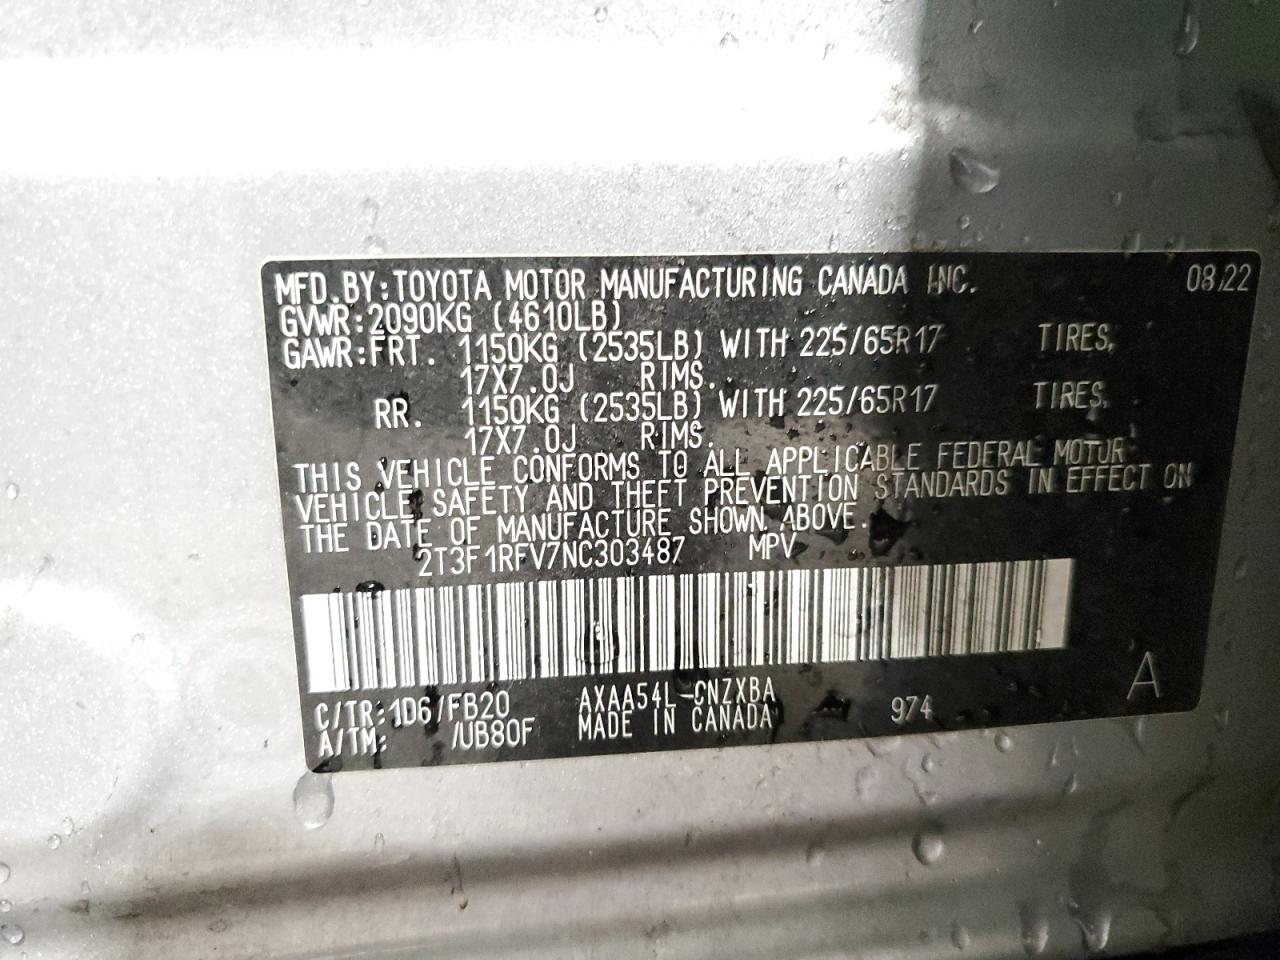 MFD.BY:TOYOTA MOTOR MANUFACTURING CANADA INC. 08/22
GVWR:2090KG (4610LB)
GAWR:FRT. 1150KG (2535LB) WITH 225/65R17 TIRES,
17X7.0J RIMS.
RR. 1150KG (2535LB) WITH 225/65R17 TIRES,
17X7.0J RIMS.
THIS VEHICLE CONFORMS TO ALL APPLICABLE FEDERAL MOTOR
VEHICLE SAFETY AND THEFT PREVENTION STANDARDS IN EFFECT ON
THE DATE OF MANUFACTURE SHOWN ABOVE.
2T3F1RFV7NC303487 MPV
C/TR:1D6/FB20 AXAA54L-CNZXBA 974 A
A/TM: /UB80F MADE IN CANADA